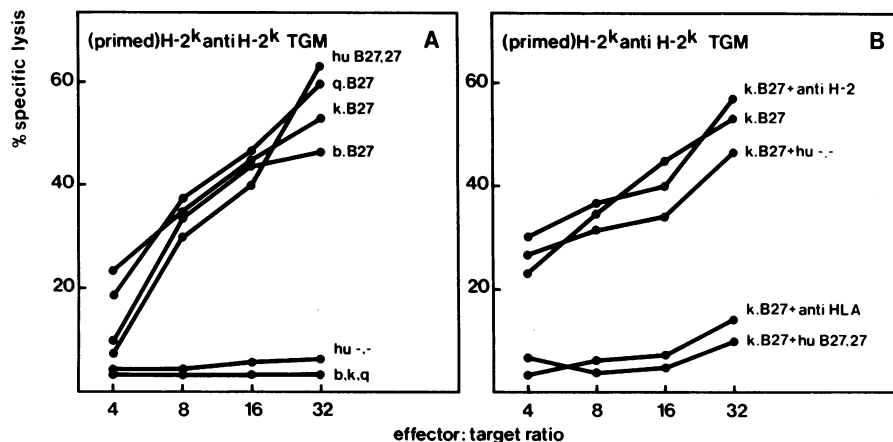 (primed)H-2k anti H-2k TGM A
% specific lysis
60
40
20
hu B27,27
q.B27
k.B27
b.B27
hu -.-
b,k,q
4 8 16 32
(primed)H-2k anti H-2k TGM B
60
40
20
k.B27+anti H-2
k.B27
k.B27+hu -.-
k.B27+anti HLA
k.B27+hu B27,27
4 8 16 32
effector: target ratio